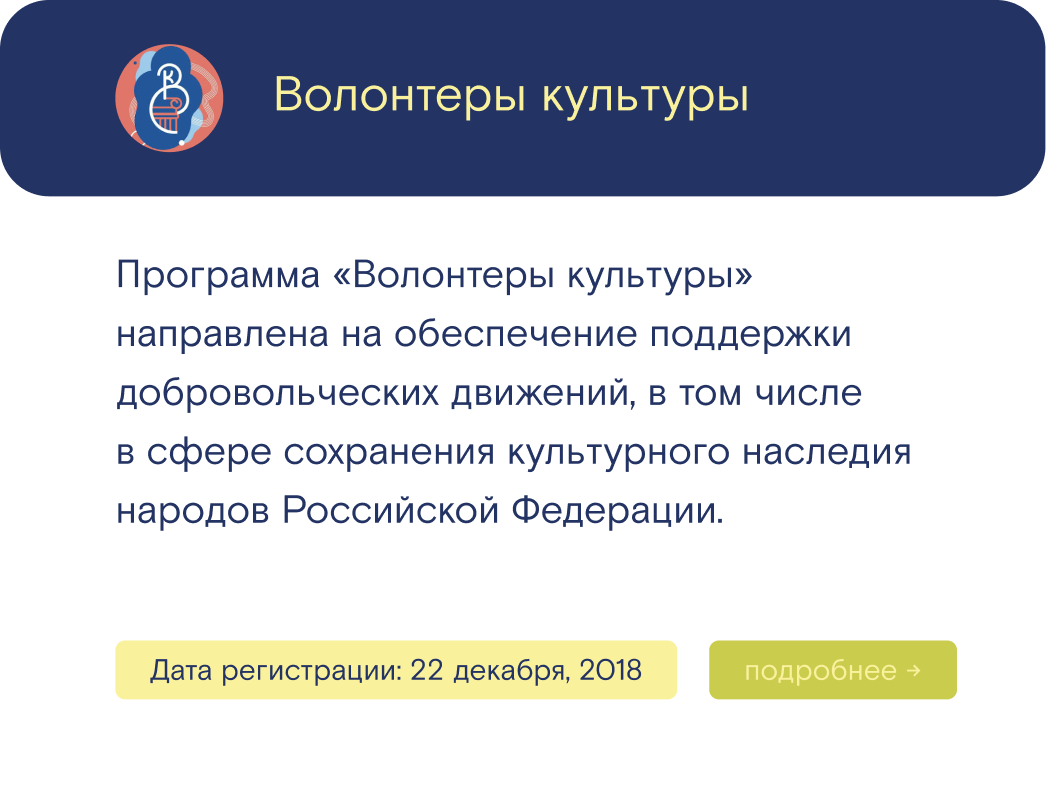 Волонтеры культуры
Программа «Волонтеры культуры»
направлена на обеспечение поддержки
добровольческих движений, в том числе
в сфере сохранения культурного наследия
народов Российской Федерации.
Дата регистрации: 22 декабря, 2018
подробнее →